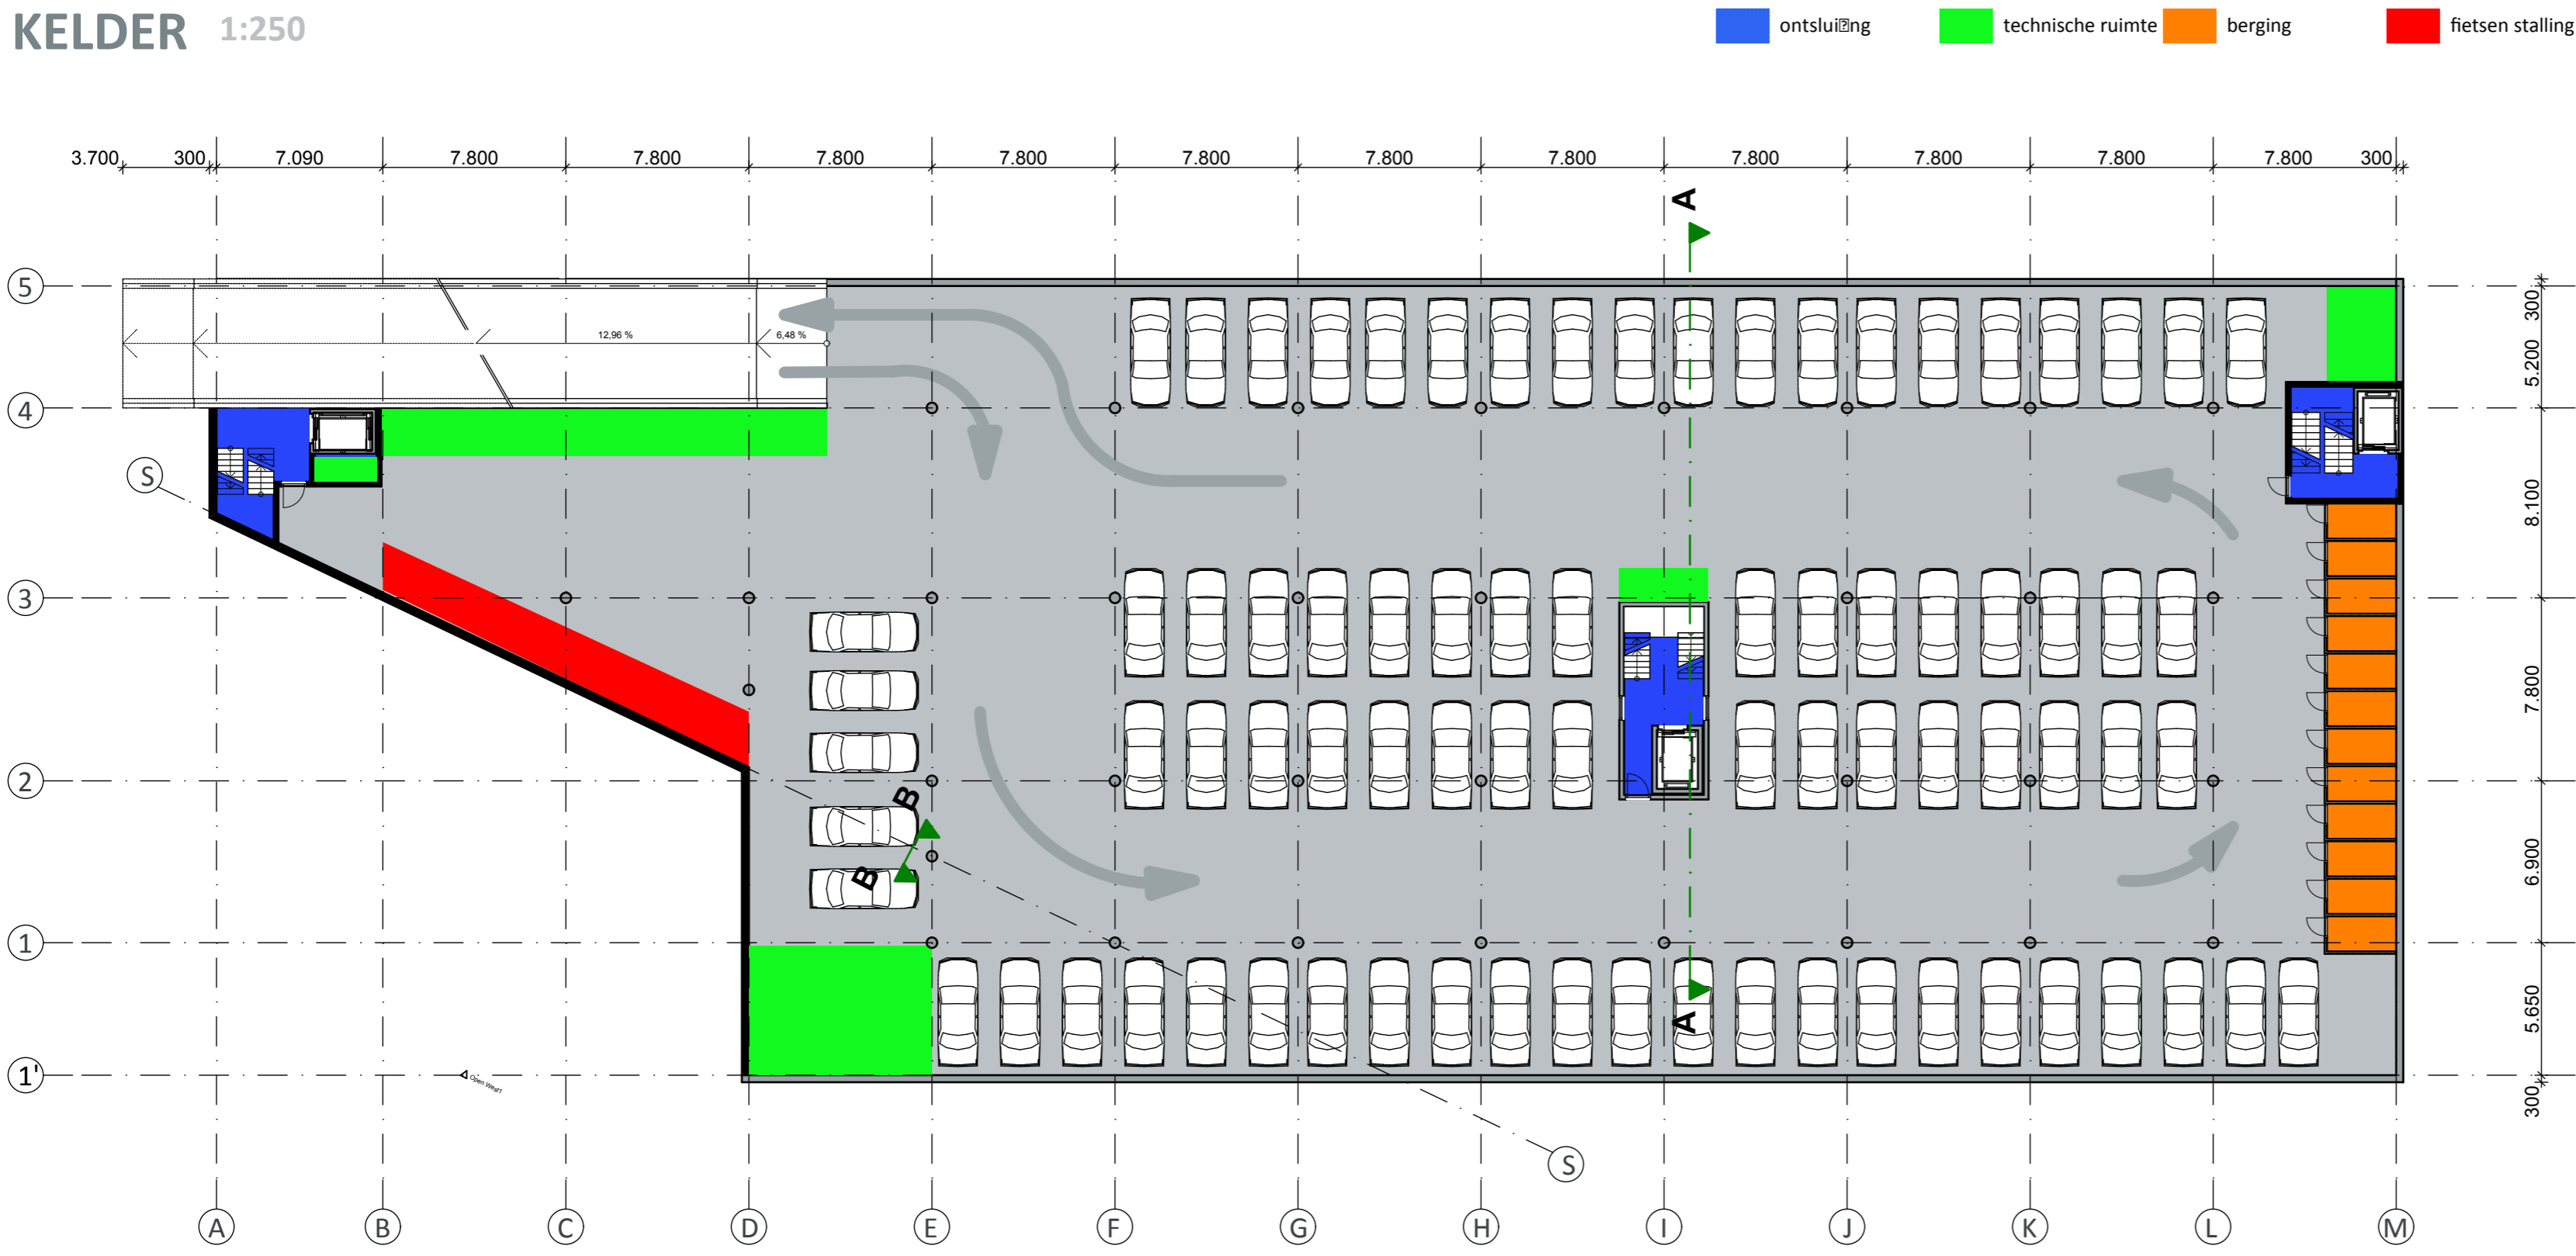 KELDER 1:250
ontslui�ng technische ruimte berging fietsen stalling
3.700 300 7.090 7.800 7.800 7.800 7.800 7.800 7.800 7.800 7.800 7.800 7.800 7.800 300
A
5
300
12,96 % 6,48 %
5.200
4
S
8.100
3
7.800
2
B
B
6.900
1
5.650
A
1'
Open West1
300
S
A B C D E F G H I J K L M